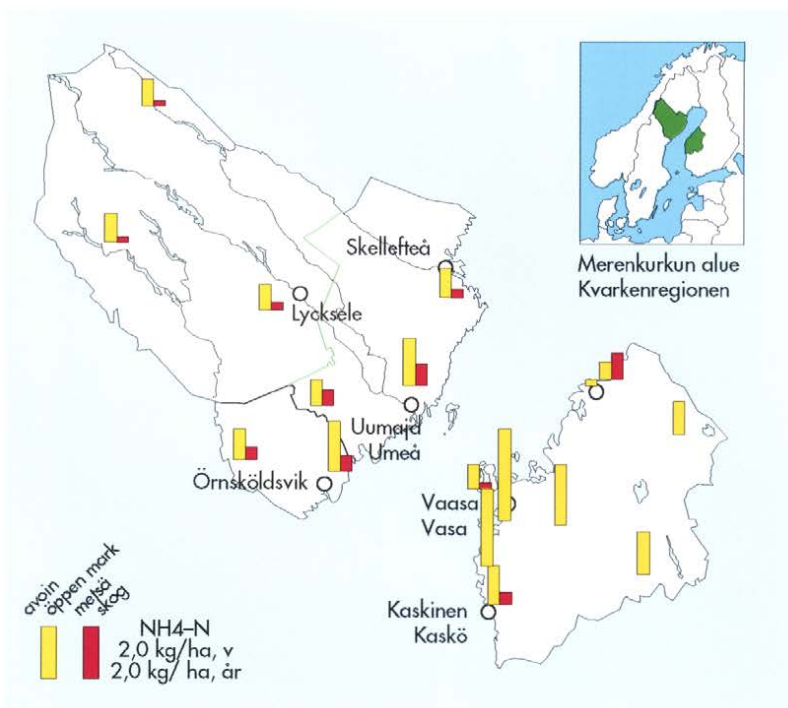 Skellefteå
Lycksele
Uumajd
Umeå
Örnsköldsvik
Merenkurkun alue
Kvarkenregionen
Vaasa
Vasa
Kaskinen
Kaskö
avoin
öppen mark
metsä
skog
NH4–N
2,0 kg/ha, v
2,0 kg/ ha, år